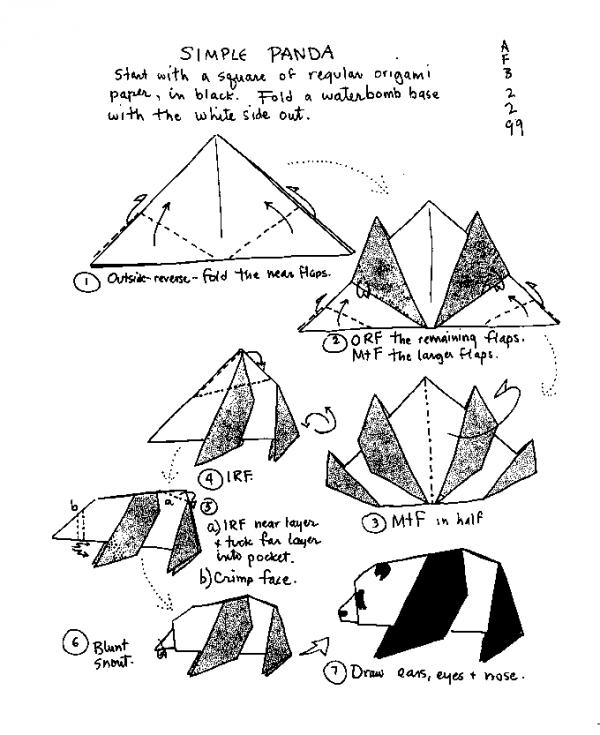 SIMPLE PANDA
Start with a square of regular origami
paper, in black. Fold a waterbomb base
with the white side out.
A
F
B
2
2
99
1 Outside-reverse-fold the near flaps.
2 ORF the remaining flaps.
MtF the larger flaps.
3 MtF in half
4 IRF.
5
a) IRF near layer
+ tuck far layer
into pocket.
b) Crimp face.
a
b
6 Blunt
snout.
7 Draw ears, eyes + nose.